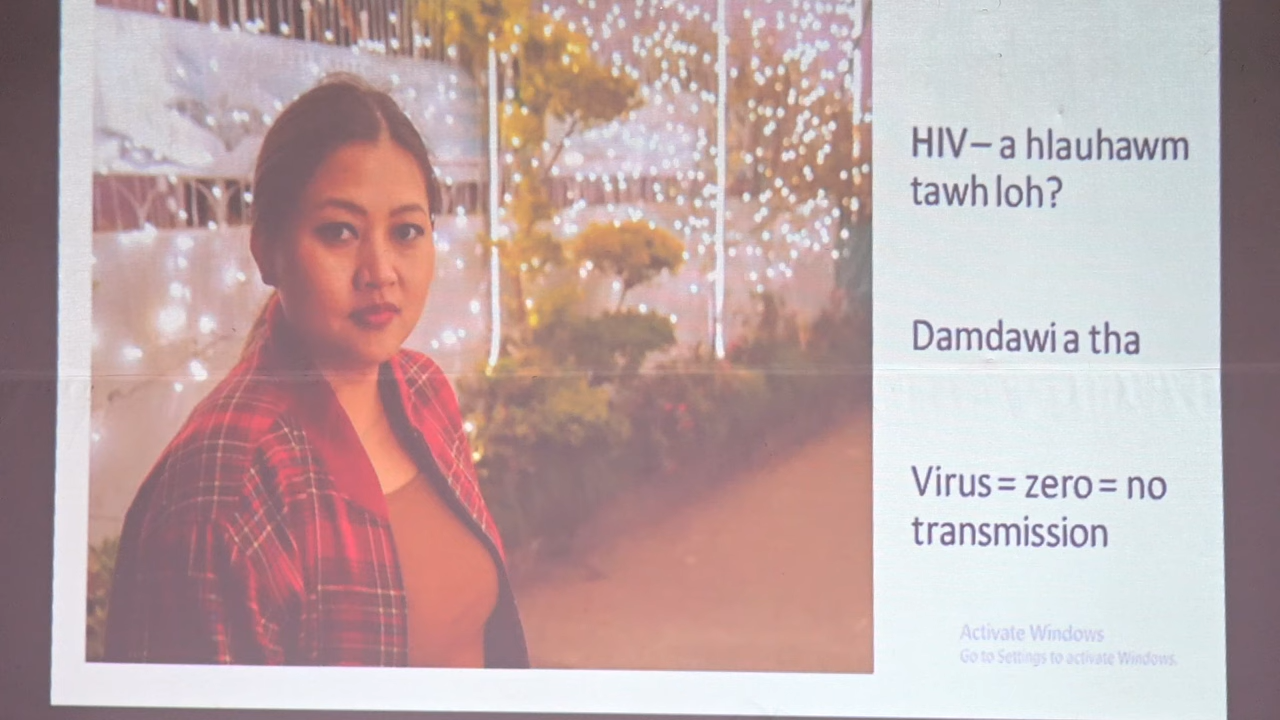 HIV– a hlauhawm
tawh loh?
Damdawi a tha
Virus = zero = no
transmission
Activate Windows
Go to Settings to activate Windows.